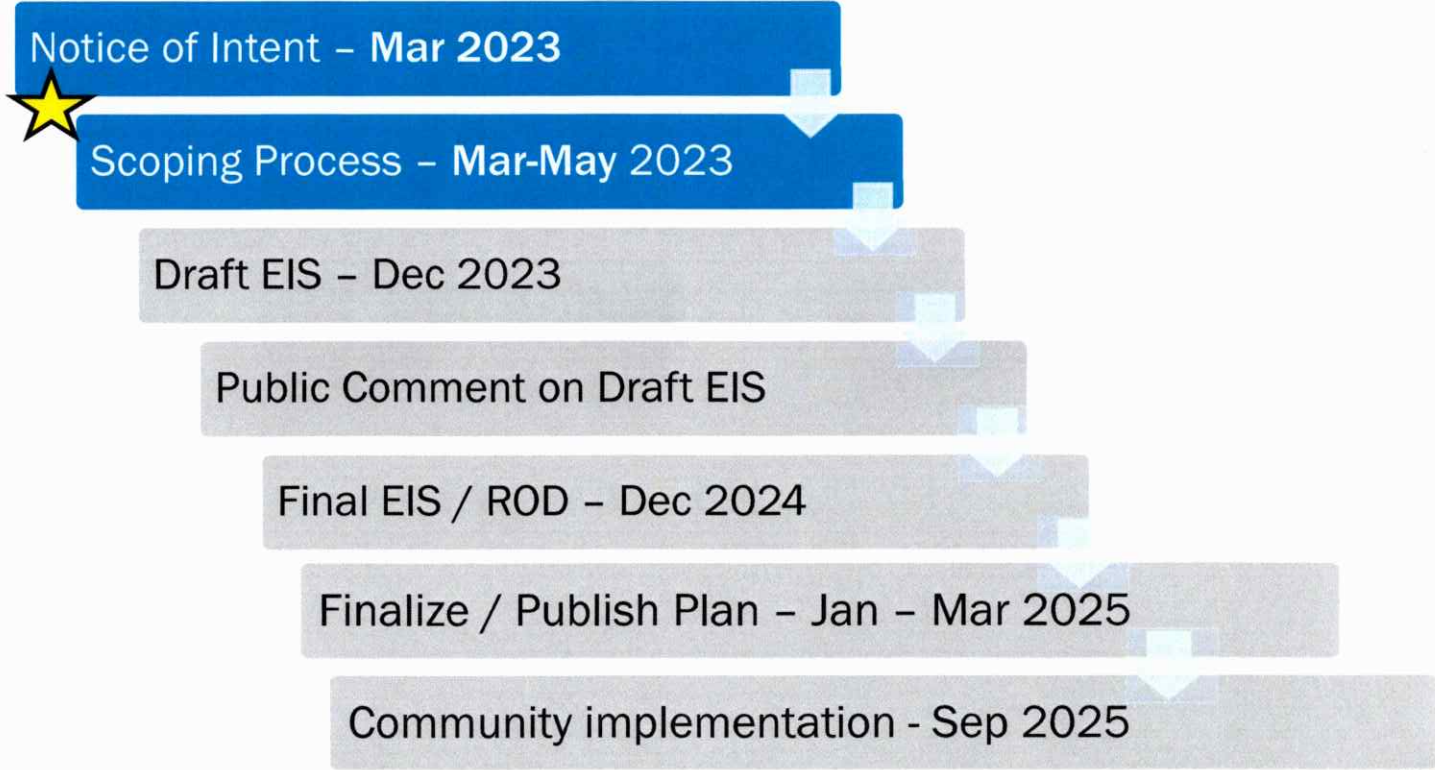 Notice of Intent – Mar 2023
Scoping Process – Mar-May 2023
Draft EIS – Dec 2023
Public Comment on Draft EIS
Final EIS / ROD – Dec 2024
Finalize / Publish Plan – Jan – Mar 2025
Community implementation - Sep 2025